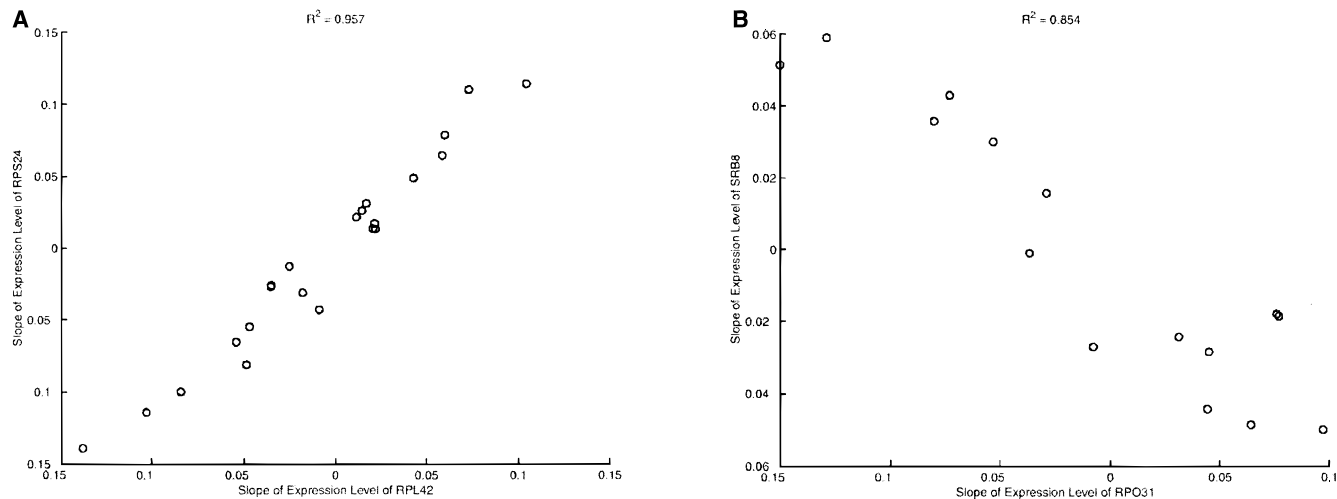 A
R² = 0.957
0.15
0.1
0.05
0
0.05
0.1
0.15
Slope of Expression Level of RPS24
0.15 0.1 0.05 0 0.05 0.1 0.15
Slope of Expression Level of RPL42
B
R² = 0.854
0.06
0.04
0.02
0
0.02
0.04
0.06
Slope of Expression Level of SRB8
0.15 0.1 0.05 0 0.05 0.1
Slope of Expression Level of RPO31